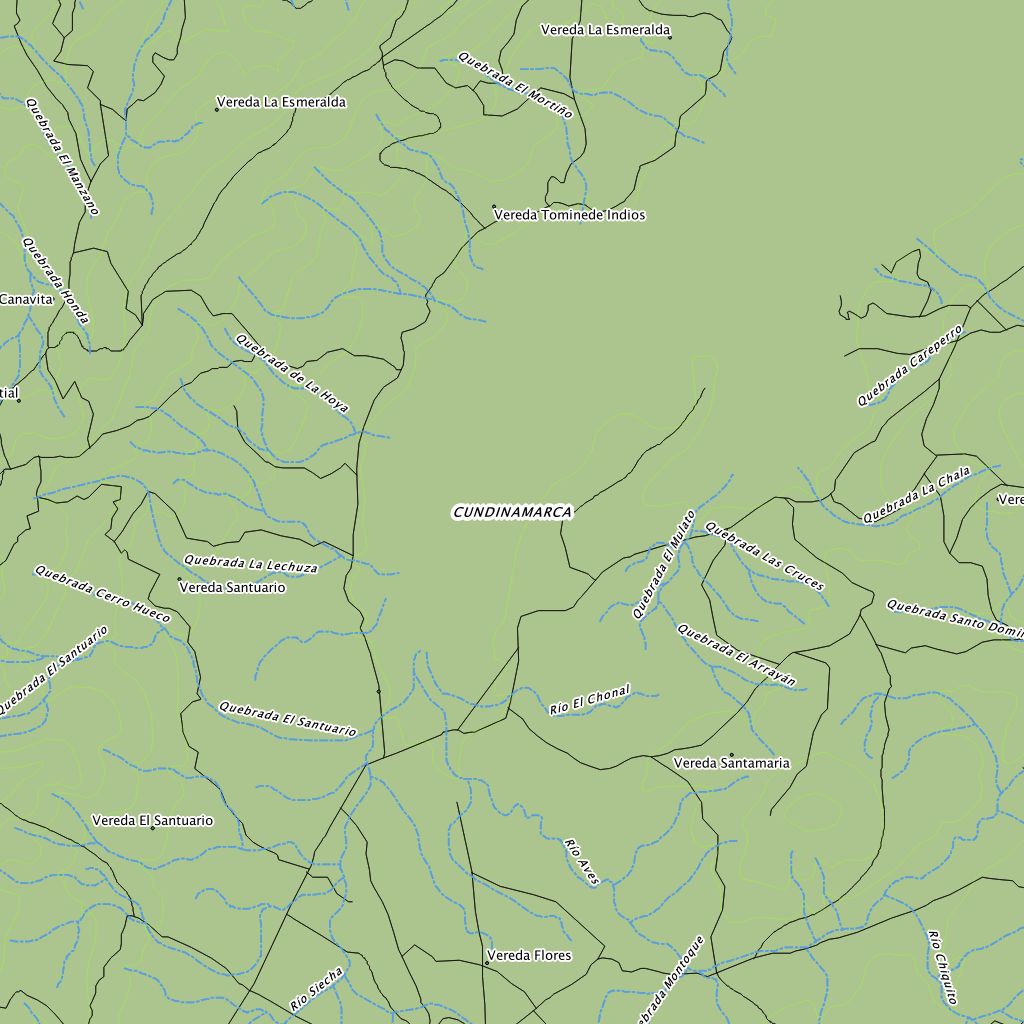 Vereda La Esmeralda
Quebrada El Mortiño
Vereda La Esmeralda
Quebrada El Manzano
Vereda Tominede Indios
Quebrada Honda
Canavita
Quebrada de La Hoya
Quebrada Careperro
tial
Quebrada La Chala
Vere
CUNDINAMARCA
Quebrada El Mulato
Quebrada Las Cruces
Quebrada La Lechuza
Vereda Santuario
Quebrada Cerro Hueco
Quebrada Santo Domin
Quebrada El Santuario
Quebrada El Arrayán
Río El Chonal
Quebrada El Santuario
Vereda Santamaria
Vereda El Santuario
Río Aves
Vereda Flores
Río Chiquito
Río Siecha
ebrada Montoque